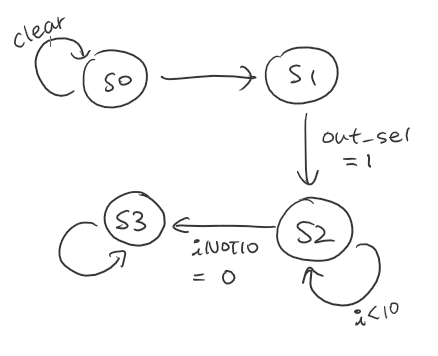 clear
S0
S1
out_sel
= 1
S3
S2
iNOT10
= 0
i<10